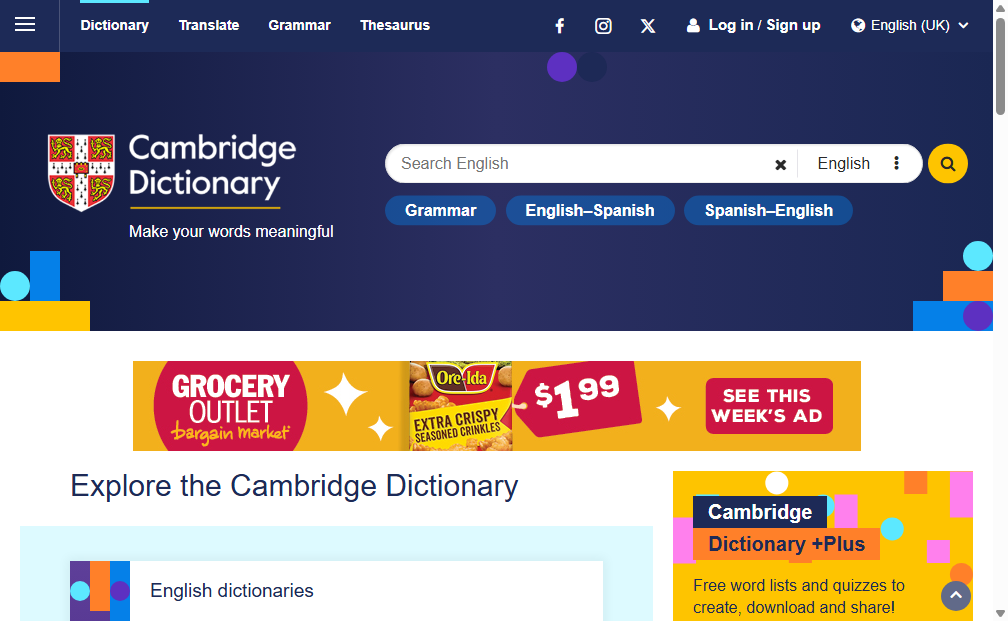 Dictionary Translate Grammar Thesaurus Log in / Sign up English (UK)
Cambridge
Dictionary
Make your words meaningful
Search English English
Grammar English–Spanish Spanish–English
GROCERY
OUTLET
bargain market
Ore-Ida
EXTRA CRISPY
SEASONED CRINKLES
$1.99
SEE THIS
WEEK'S AD
Explore the Cambridge Dictionary
English dictionaries
Cambridge
Dictionary +Plus
Free word lists and quizzes to
create, download and share!